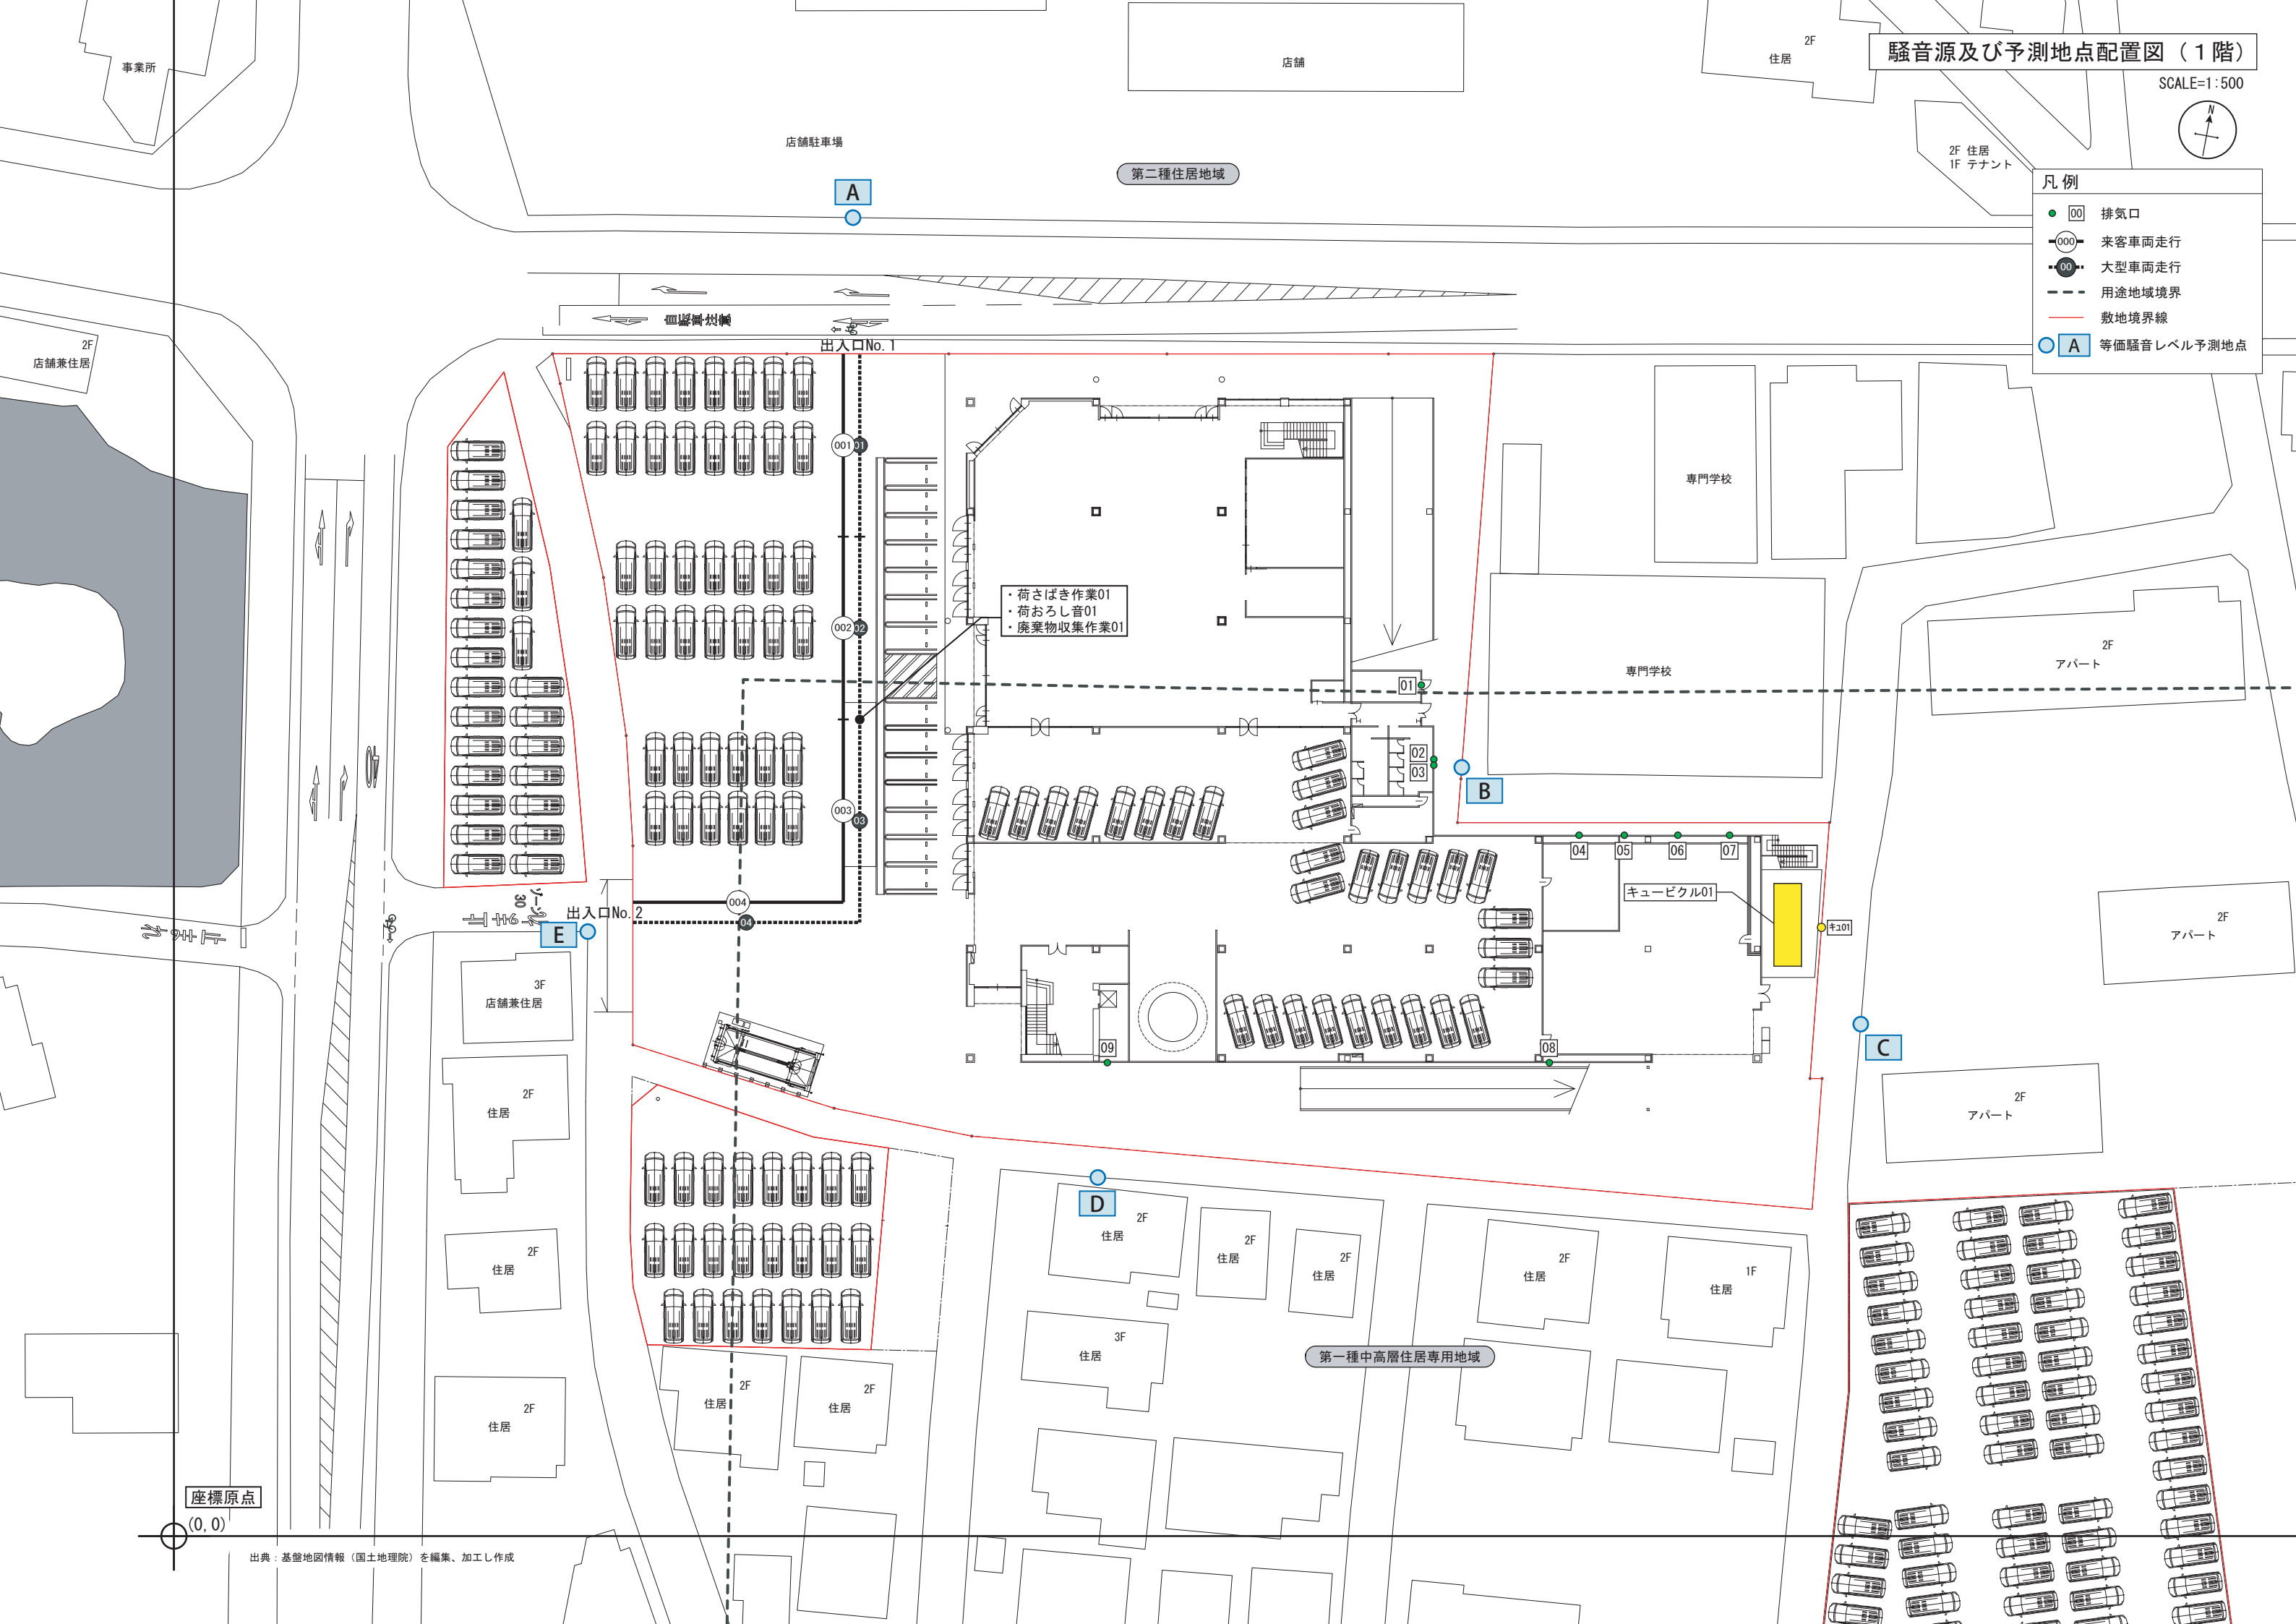 騒音源及び予測地点配置図（１階）
SCALE=1:500
N
凡例
00 排気口
000 来客車両走行
00 大型車両走行
用途地域境界
敷地境界線
A 等価騒音レベル予測地点
事業所
店舗
2F
住居
2F 住居
1F テナント
店舗駐車場
第二種住居地域
A
2F
店舗兼住居
自転車注意
出入口No.1
001
01
専門学校
・荷さばき作業01
・荷おろし音01
・廃棄物収集作業01
002
02
専門学校
2F
アパート
01
02
03
B
003
03
04
05
06
07
キュービクル01
キュ01
004
04
ゾーン
30
出入口No.2
E
2F
アパート
3F
店舗兼住居
C
09
08
2F
住居
2F
アパート
D
2F
住居
2F
住居
2F
住居
2F
住居
1F
住居
2F
住居
3F
住居
第一種中高層住居専用地域
2F
住居
2F
住居
2F
住居
座標原点
(0,0)
出典：基盤地図情報（国土地理院）を編集、加工し作成